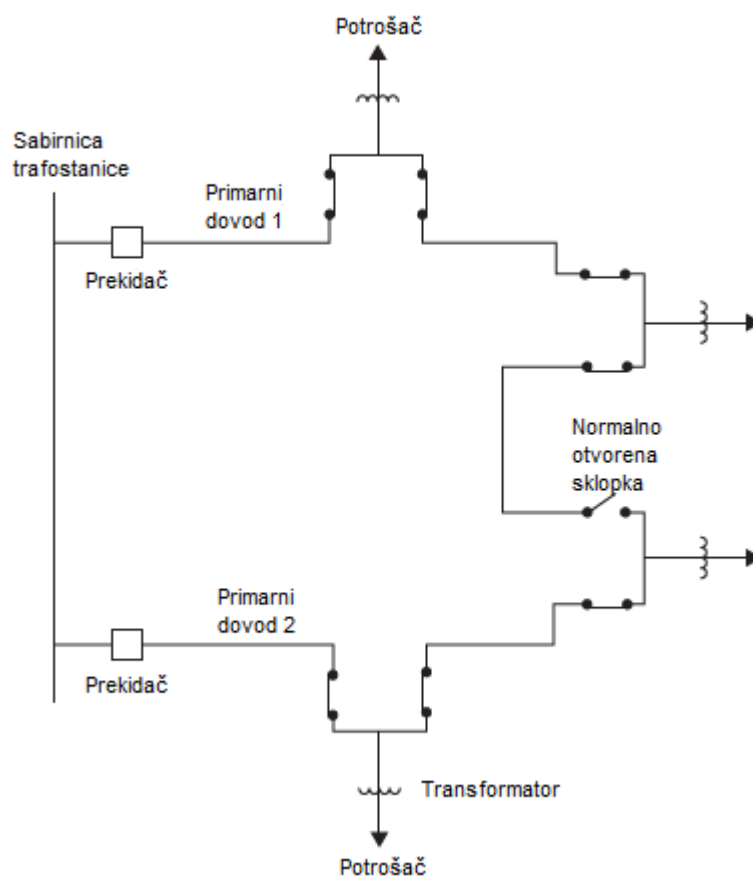 Potrošač
Sabirnica
trafostanice
Primarni
dovod 1
Prekidač
Normalno
otvorena
sklopka
Primarni
dovod 2
Prekidač
Transformator
Potrošač